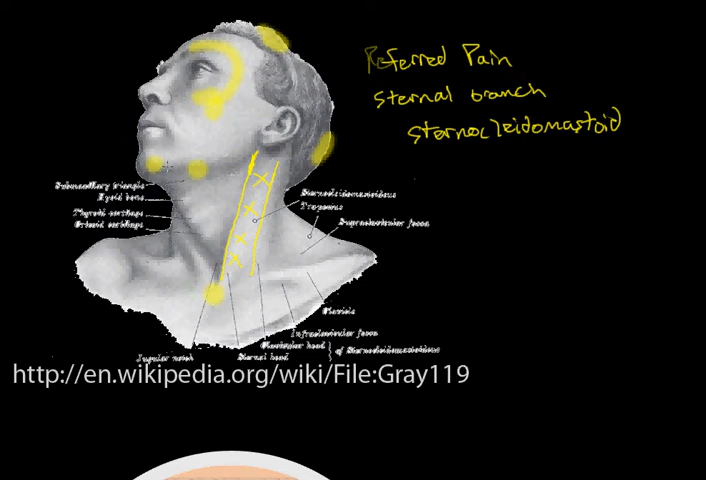 Referred Pain
sternal branch
sternocleidomastoid
Submaxillary triangle
Hyoid bone
Sternocleidomastoideus
Trapezius
Thyroid cartilage
Cricoid cartilage
Supraclavicular fossa
Clavicle
Infraclavicular fossa
Clavicular head
of Sternocleidomastoideus
Jugular notch
Sternal head
http://en.wikipedia.org/wiki/File:Gray119